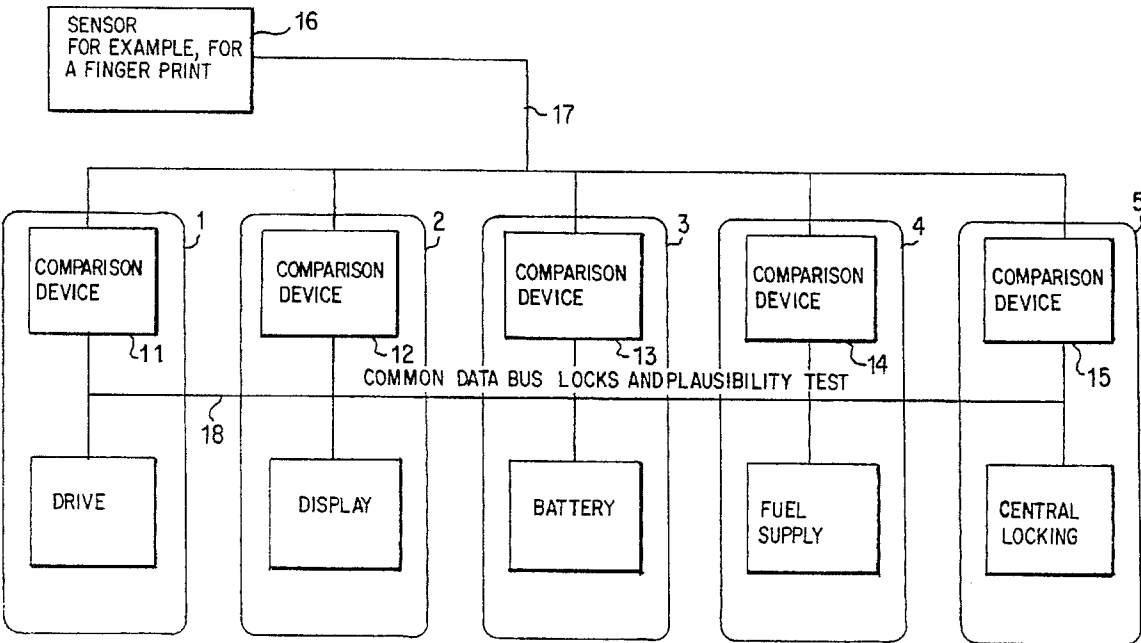 SENSOR
FOR EXAMPLE, FOR
A FINGER PRINT
16
17
1
2
3
4
5
COMPARISON
DEVICE
11
COMPARISON
DEVICE
12
COMPARISON
DEVICE
13
COMPARISON
DEVICE
14
COMPARISON
DEVICE
15
COMMON DATA BUS LOCKS AND PLAUSIBILITY TEST
18
DRIVE
DISPLAY
BATTERY
FUEL
SUPPLY
CENTRAL
LOCKING